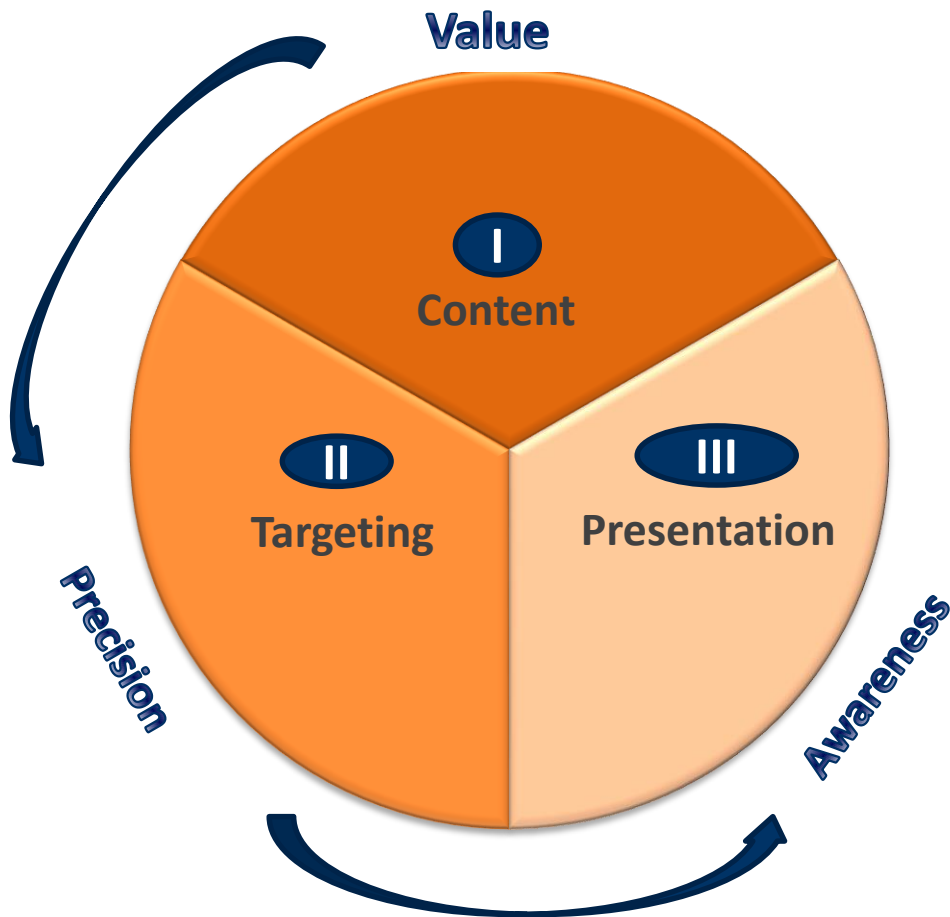 Value
I
Content
II
Targeting
III
Presentation
Precision
Awareness